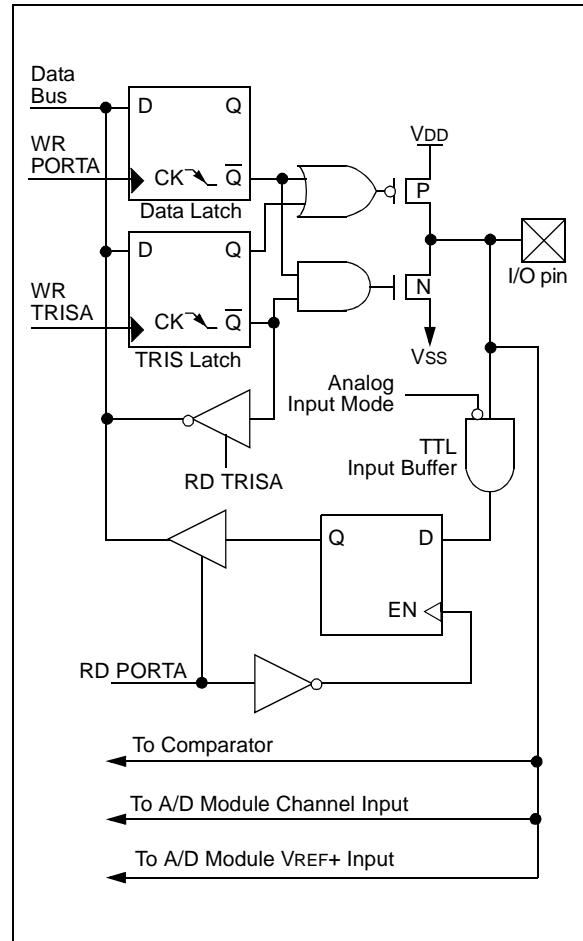 Data
Bus
D Q
WR
PORTA
CK Q
VDD
P
Data Latch
D Q
I/O pin
WR
TRISA
CK Q
N
TRIS Latch
VSS
Analog
Input Mode
TTL
Input Buffer
RD TRISA
Q D
EN
RD PORTA
To Comparator
To A/D Module Channel Input
To A/D Module VREF+ Input